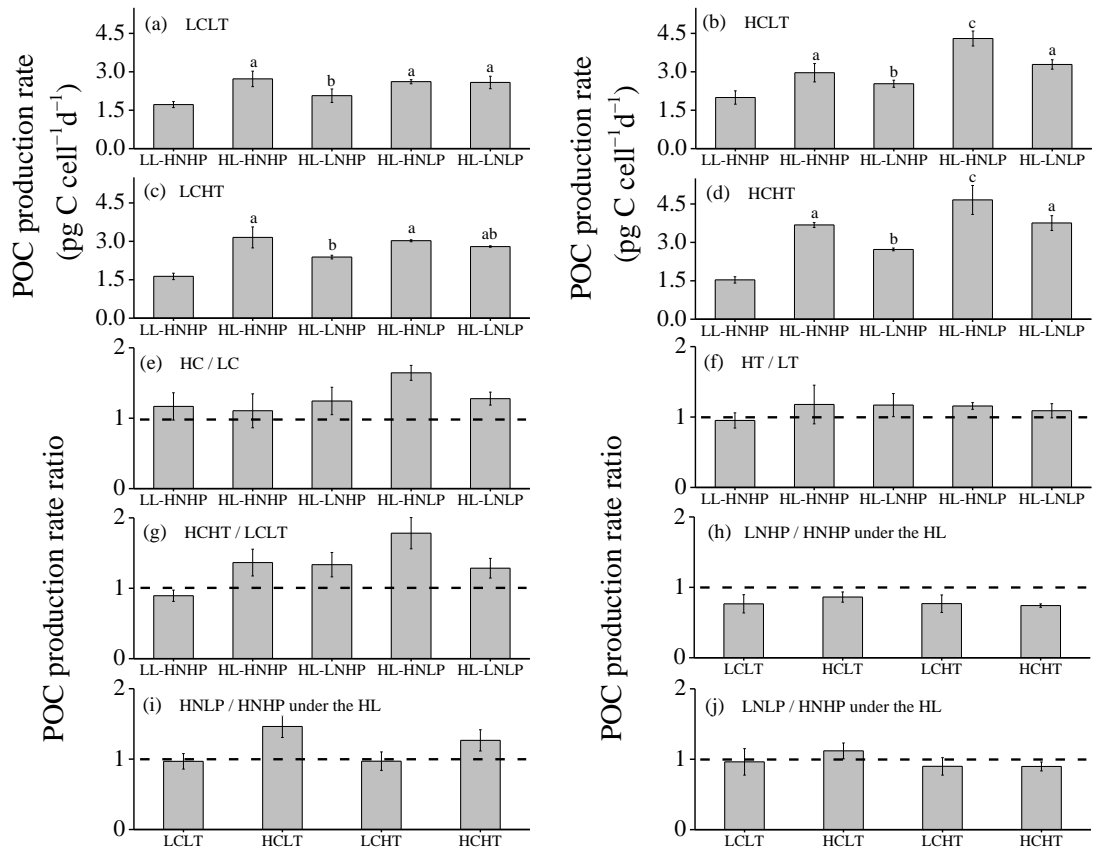 POC production rate
(pg C cell⁻¹d⁻¹)
(a) LCLT
4.5
3.0
1.5
0.0
a
b
a
a
LL-HNHP HL-HNHP HL-LNHP HL-HNLP HL-LNLP
POC production rate
(pg C cell⁻¹d⁻¹)
(b) HCLT
4.5
3.0
1.5
0.0
a
b
c
a
LL-HNHP HL-HNHP HL-LNHP HL-HNLP HL-LNLP
POC production rate
(pg C cell⁻¹d⁻¹)
(c) LCHT
4.5
3.0
1.5
0.0
a
b
a
ab
LL-HNHP HL-HNHP HL-LNHP HL-HNLP HL-LNLP
POC production rate
(pg C cell⁻¹d⁻¹)
(d) HCHT
4.5
3.0
1.5
0.0
a
b
c
a
LL-HNHP HL-HNHP HL-LNHP HL-HNLP HL-LNLP
POC production rate ratio
(e) HC / LC
2
1
0
LL-HNHP HL-HNHP HL-LNHP HL-HNLP HL-LNLP
POC production rate ratio
(f) HT / LT
2
1
0
LL-HNHP HL-HNHP HL-LNHP HL-HNLP HL-LNLP
(g) HCHT / LCLT
2
1
0
LL-HNHP HL-HNHP HL-LNHP HL-HNLP HL-LNLP
(h) LNHP / HNHP under the HL
2
1
0
LCLT HCLT LCHT HCHT
(i) HNLP / HNHP under the HL
2
1
0
LCLT HCLT LCHT HCHT
(j) LNLP / HNHP under the HL
2
1
0
LCLT HCLT LCHT HCHT